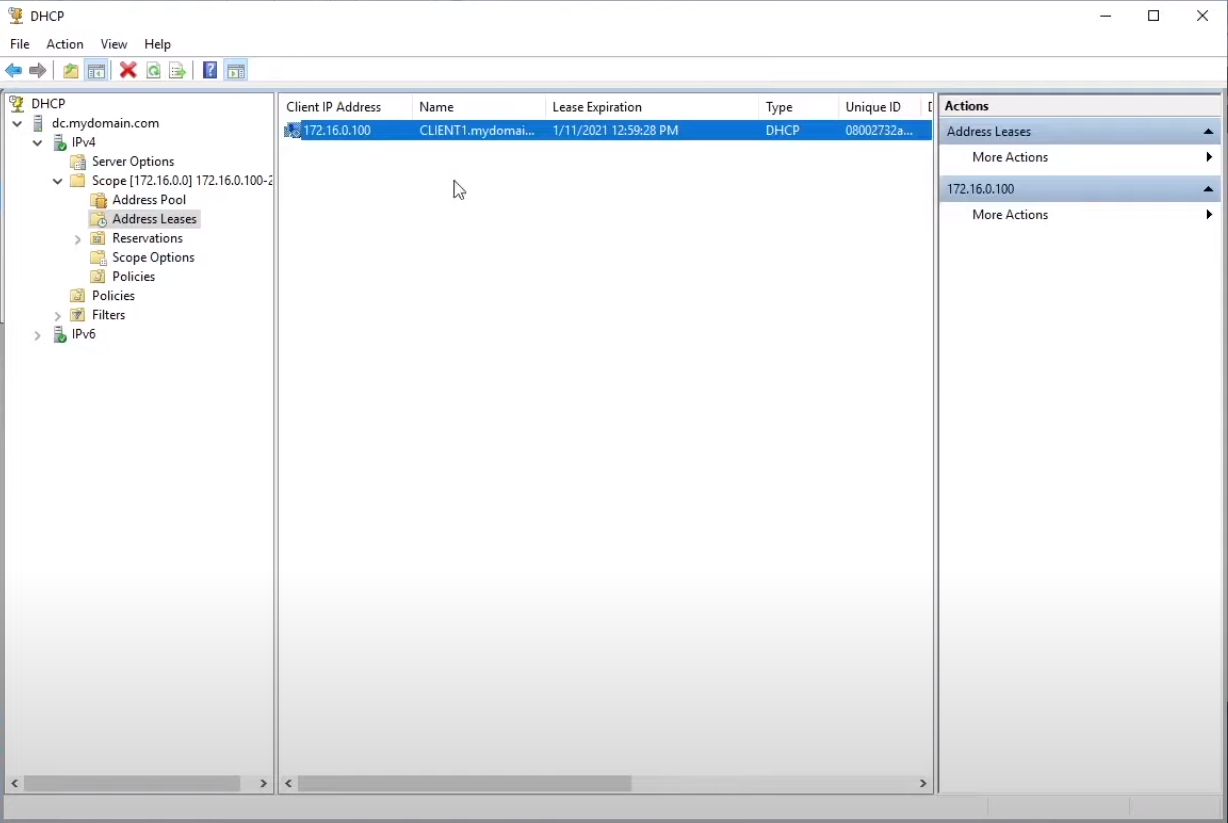 DHCP
File Action View Help
DHCP
dc.mydomain.com
IPv4
Server Options
Scope [172.16.0.0] 172.16.0.100-2
Address Pool
Address Leases
Reservations
Scope Options
Policies
Policies
Filters
IPv6
Client IP Address Name Lease Expiration Type Unique ID D
172.16.0.100 CLIENT1.mydomai... 1/11/2021 12:59:28 PM DHCP 08002732a...
Actions
Address Leases
More Actions
172.16.0.100
More Actions